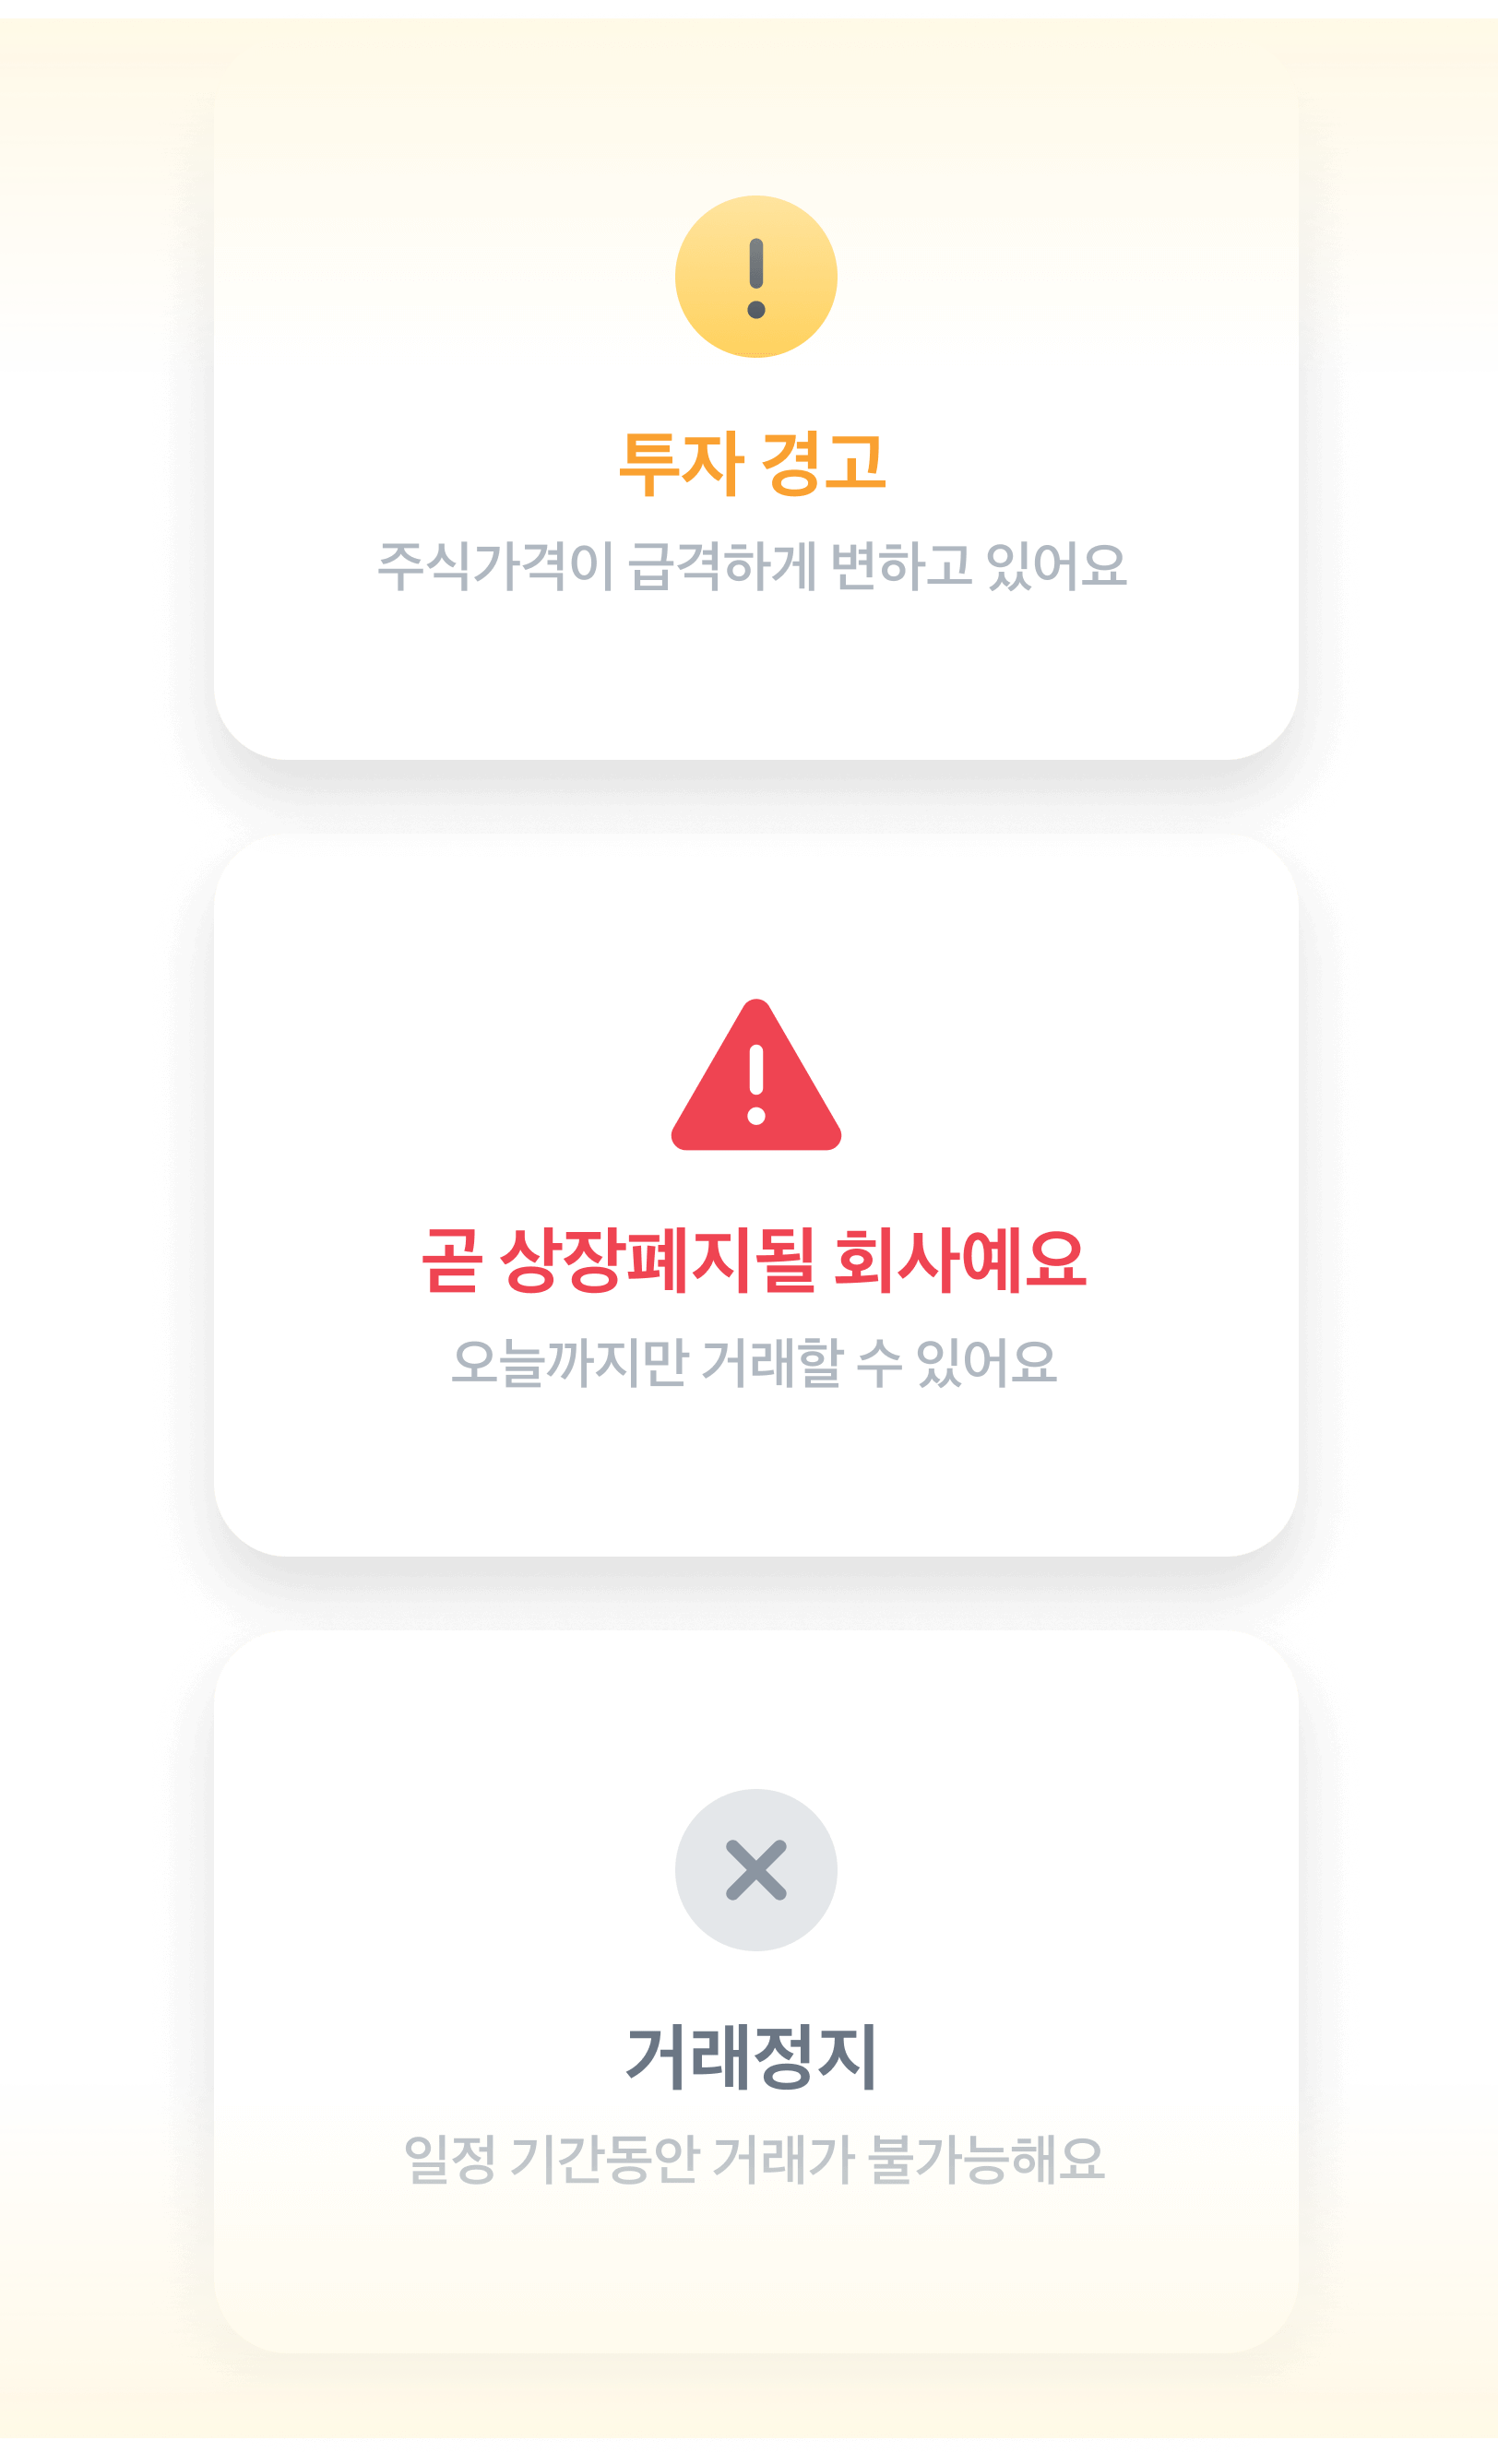 투자 경고
주식가격이 급격하게 변하고 있어요
곧 상장폐지될 회사예요
오늘까지만 거래할 수 있어요
거래정지
일정 기간동안 거래가 불가능해요